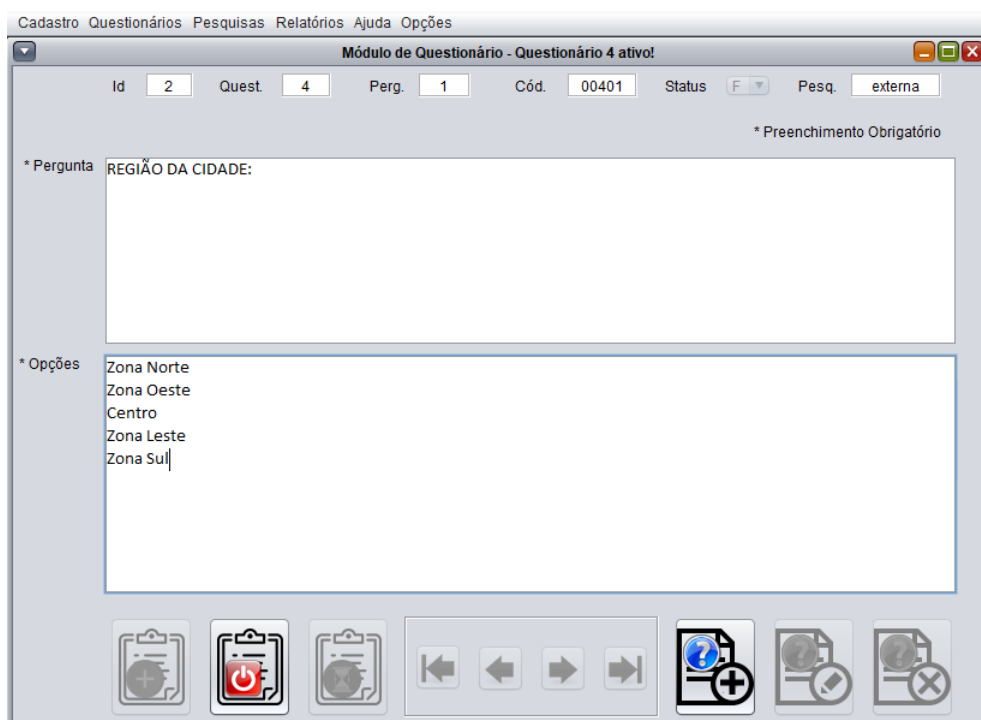 Cadastro Questionários Pesquisas Relatórios Ajuda Opções
Módulo de Questionário - Questionário 4 ativo!
Id 2 Quest. 4 Perg. 1 Cód. 00401 Status F Pesq. externa
* Preenchimento Obrigatório
* Pergunta REGIÃO DA CIDADE:
* Opções Zona Norte
Zona Oeste
Centro
Zona Leste
Zona Sul